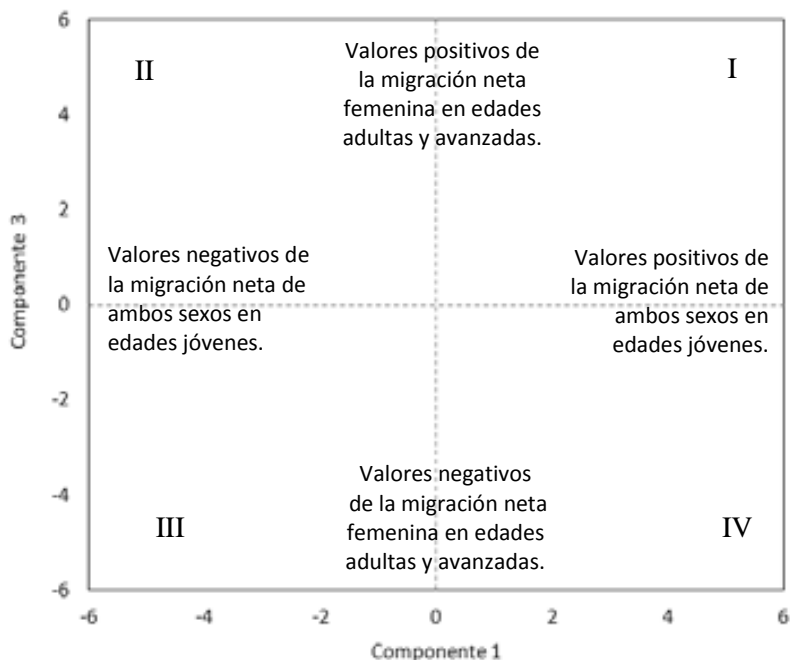 6
II
Valores positivos de
la migración neta
femenina en edades
adultas y avanzadas.
I
4
2
Valores negativos de
la migración neta de
ambos sexos en
edades jóvenes.
Valores positivos de
la migración neta de
ambos sexos en
edades jóvenes.
0
Componente 3
-2
-4
Valores negativos
de la migración neta
femenina en edades
adultas y avanzadas.
III
IV
-6
-6 -4 -2 0 2 4 6
Componente 1